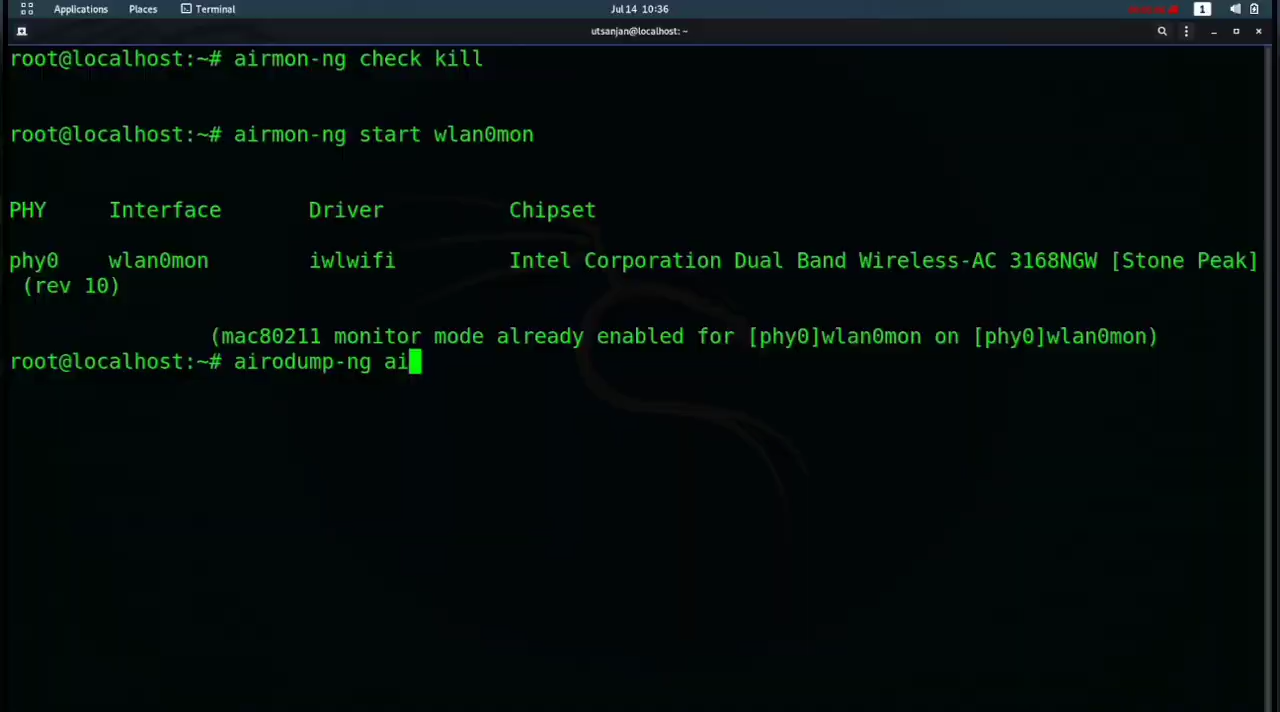 Applications Places Terminal Jul 14 10:36 1
utsanjan@localhost: ~
root@localhost:~# airmon-ng check kill
root@localhost:~# airmon-ng start wlan0mon
PHY Interface Driver Chipset
phy0 wlan0mon iwlwifi Intel Corporation Dual Band Wireless-AC 3168NGW [Stone Peak]
(rev 10)
(mac80211 monitor mode already enabled for [phy0]wlan0mon on [phy0]wlan0mon)
root@localhost:~# airodump-ng ai